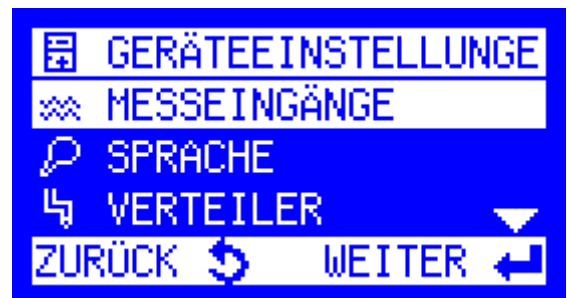 GERÄTEEINSTELLUNGE
MESSEINGÄNGE
SPRACHE
VERTEILER
ZURÜCK WEITER